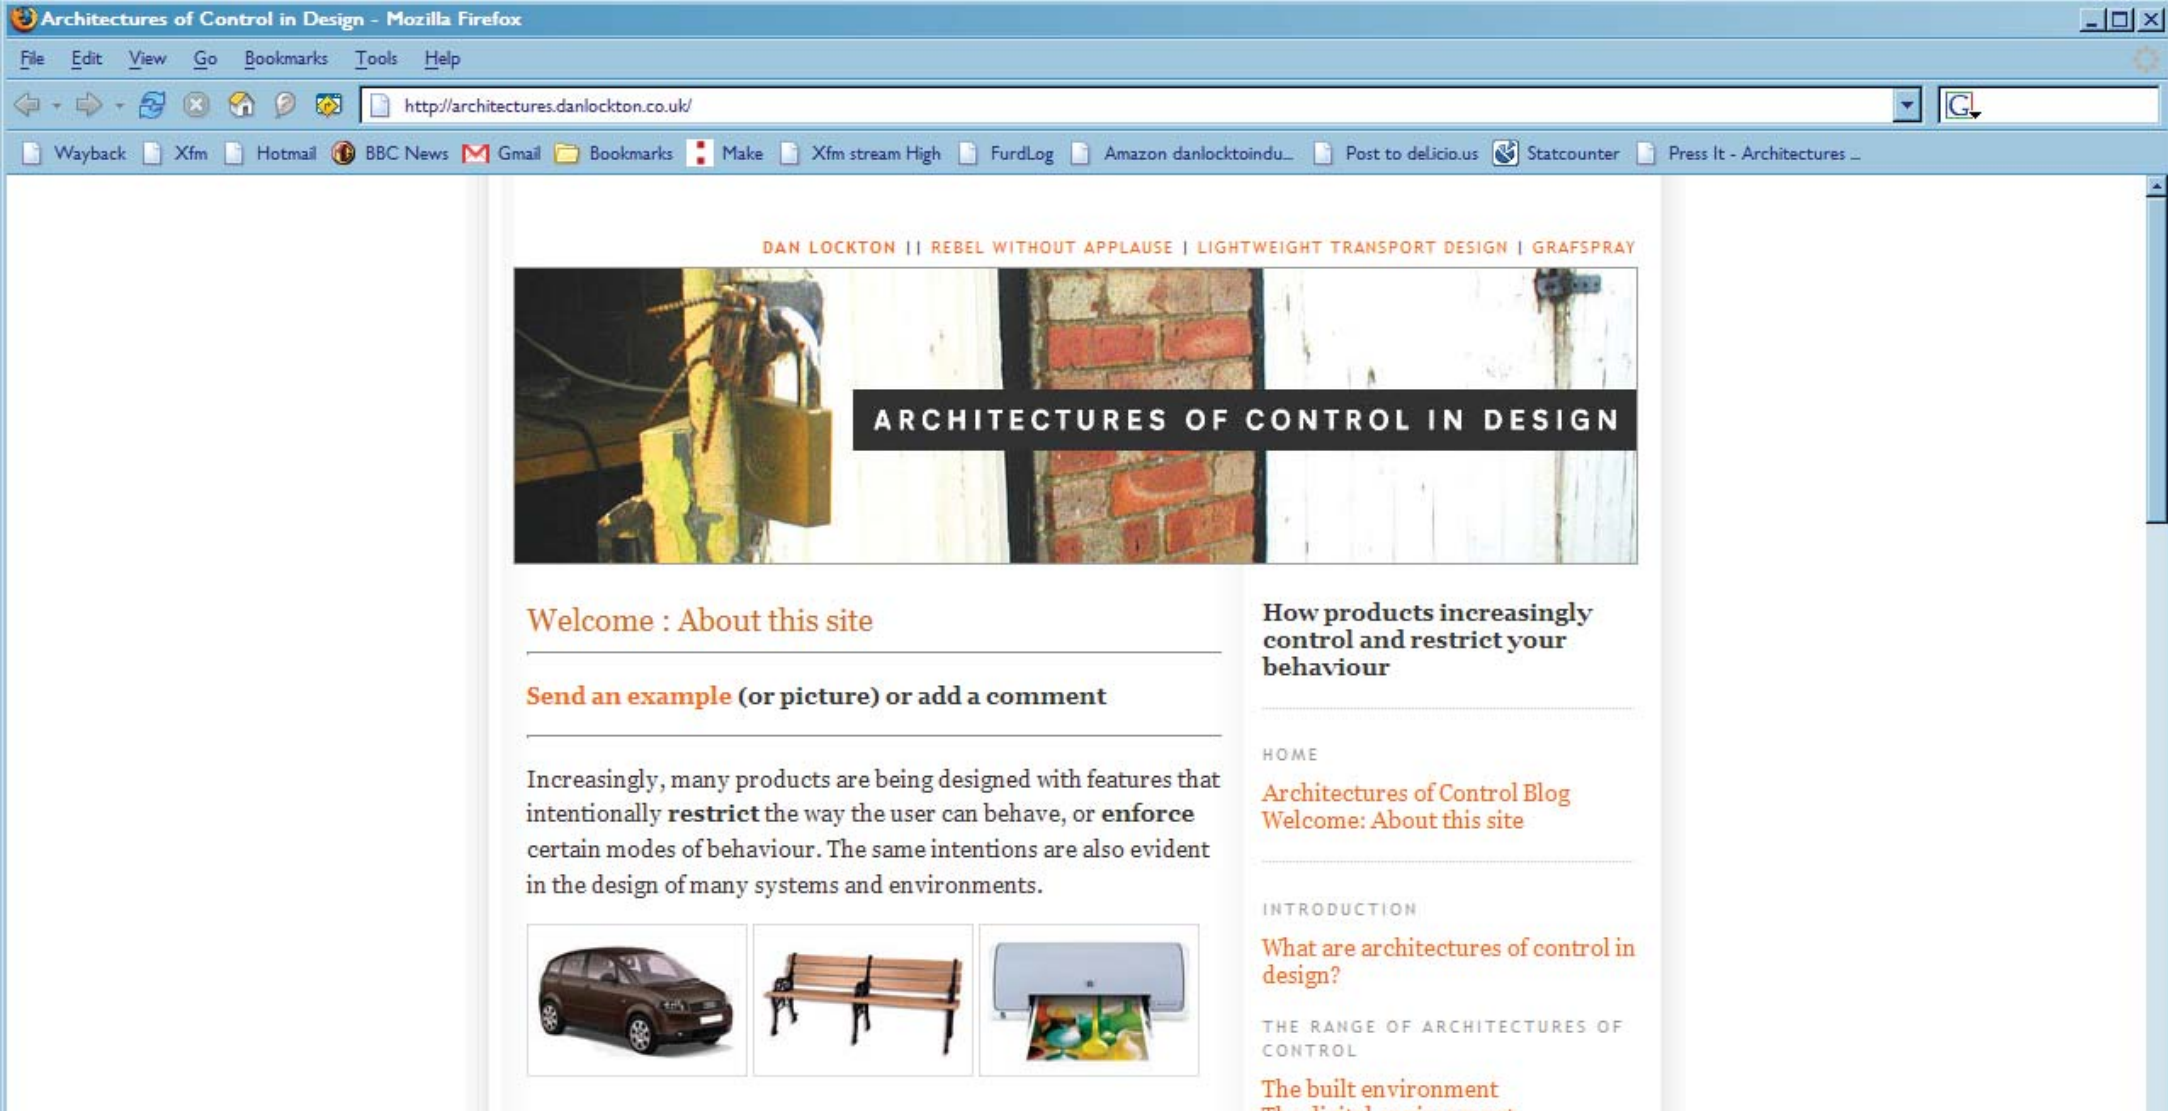 Architectures of Control in Design - Mozilla Firefox
File Edit View Go Bookmarks Tools Help
http://architectures.danlockton.co.uk/
G
Wayback Xfm Hotmail BBC News Gmail Bookmarks Make Xfm stream High FurdLog Amazon danlocktoindu... Post to del.icio.us Statcounter Press It - Architectures ...
DAN LOCKTON || REBEL WITHOUT APPLAUSE | LIGHTWEIGHT TRANSPORT DESIGN | GRAFSPRAY
ARCHITECTURES OF CONTROL IN DESIGN
Welcome : About this site
Send an example (or picture) or add a comment
Increasingly, many products are being designed with features that
intentionally restrict the way the user can behave, or enforce
certain modes of behaviour. The same intentions are also evident
in the design of many systems and environments.
How products increasingly
control and restrict your
behaviour
HOME
Architectures of Control Blog
Welcome: About this site
INTRODUCTION
What are architectures of control in
design?
THE RANGE OF ARCHITECTURES OF
CONTROL
The built environment